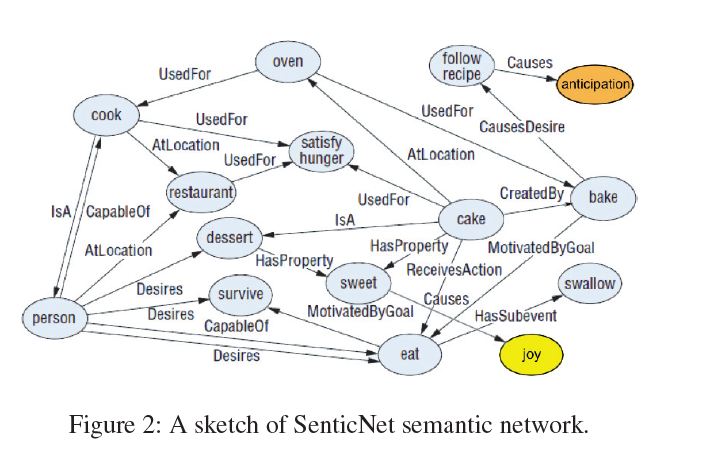 oven
follow
recipe
Causes
anticipation
UsedFor
cook
UsedFor
UsedFor
CausesDesire
AtLocation
satisfy
hunger
AtLocation
UsedFor
restaurant
UsedFor
CreatedBy
bake
IsA
CapableOf
IsA
cake
dessert
HasProperty
MotivatedByGoal
AtLocation
HasProperty
ReceivesAction
sweet
swallow
Desires
survive
Causes
person
Desires
MotivatedByGoal
HasSubevent
CapableOf
Desires
eat
joy
Figure 2: A sketch of SenticNet semantic network.